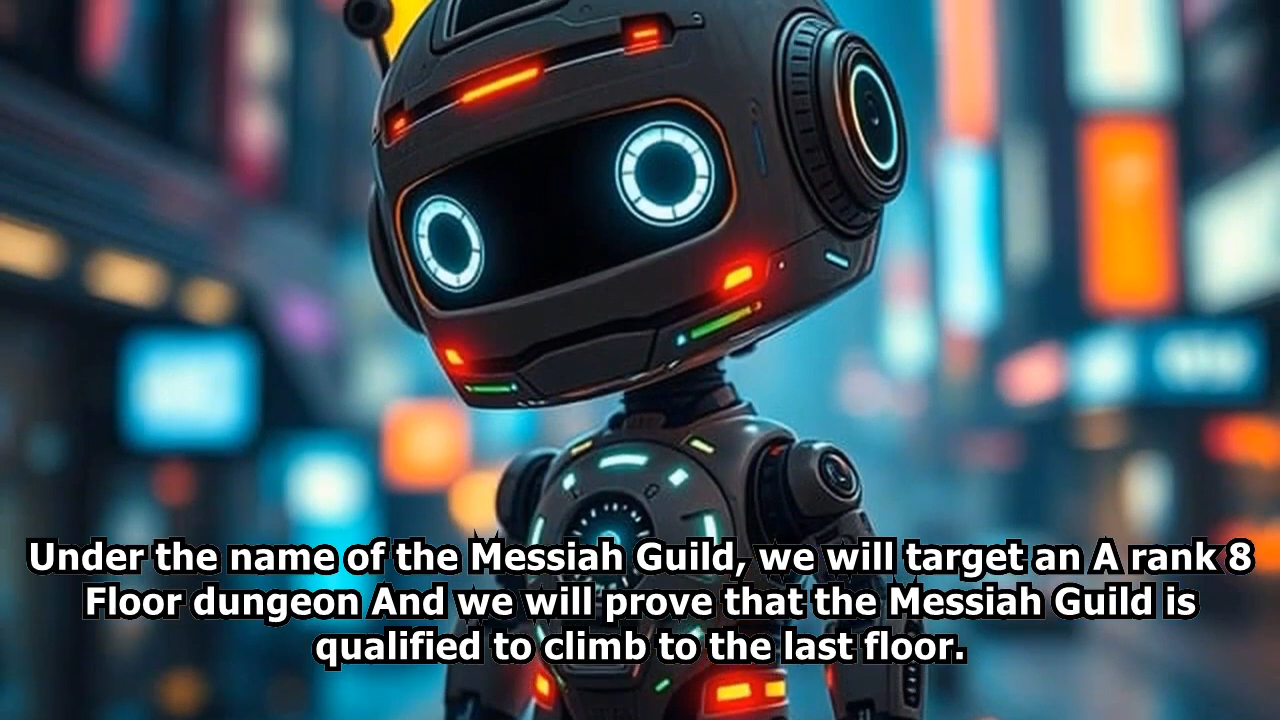 Under the name of the Messiah Guild, we will target an A rank 8
Floor dungeon And we will prove that the Messiah Guild is
qualified to climb to the last floor.